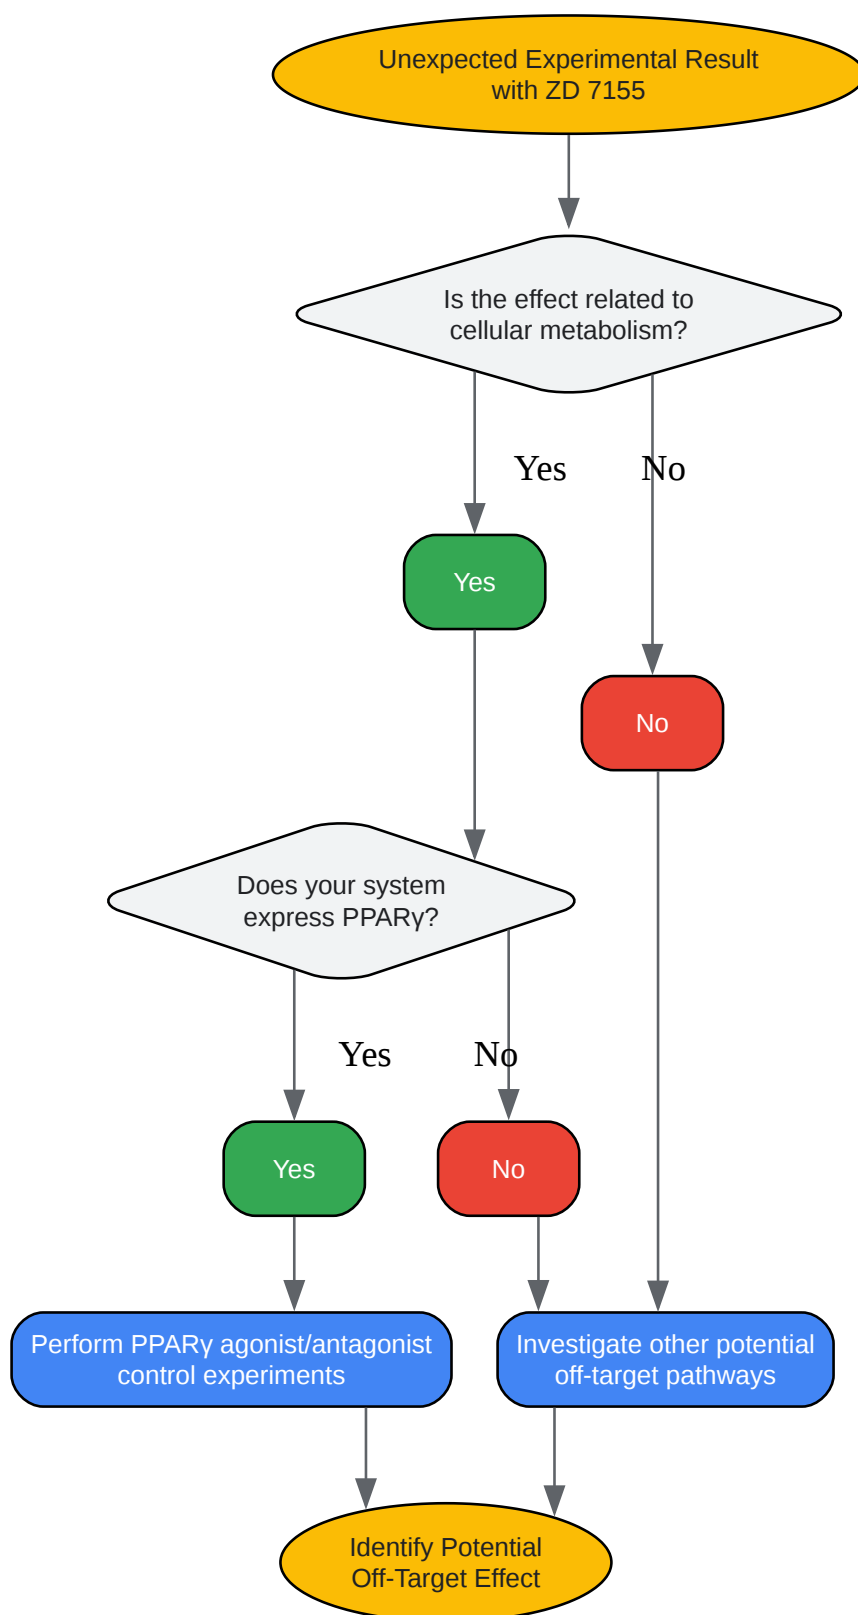 Unexpected Experimental Result
with ZD 7155
Is the effect related to
cellular metabolism?
Yes
No
Yes
No
Does your system
express PPARγ?
Yes
No
Yes
No
Perform PPARγ agonist/antagonist
control experiments
Investigate other potential
off-target pathways
Identify Potential
Off-Target Effect